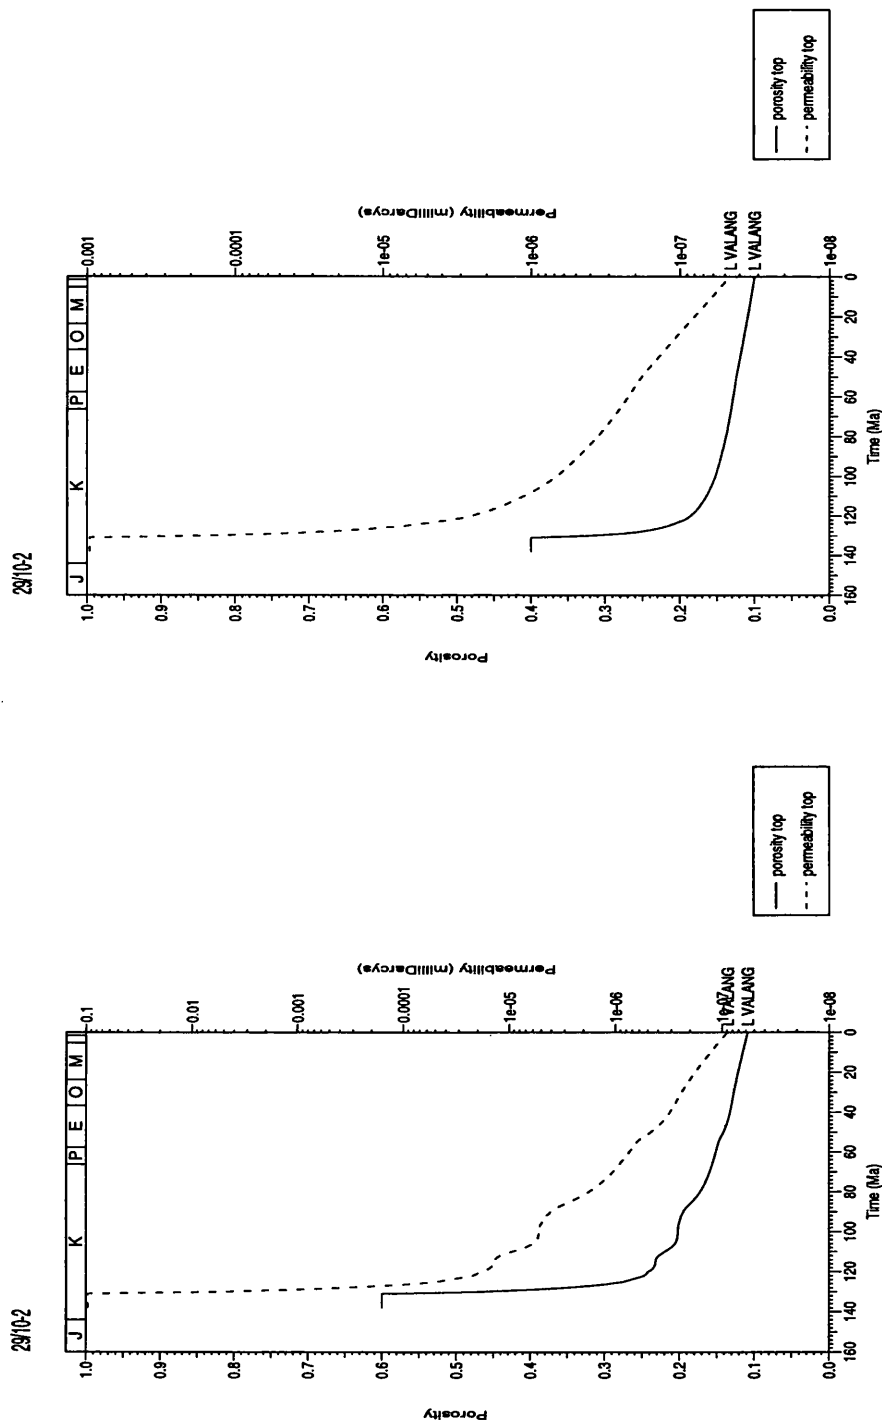 29/10-2
J
K
P
E
O
M
1.0
0.9
0.8
0.7
0.6
0.5
0.4
0.3
0.2
0.1
0.0
Porosity
0.1
0.01
0.001
0.0001
1e-05
1e-06
1e-07
1e-08
Permeability (milliDarcys)
L VALANG
L VALANG
160 140 120 100 80 60 40 20 0
Time (Ma)
porosity top
permeability top
29/10-2
J
K
P
E
O
M
1.0
0.9
0.8
0.7
0.6
0.5
0.4
0.3
0.2
0.1
0.0
Porosity
0.001
0.0001
1e-05
1e-06
1e-07
1e-08
Permeability (milliDarcys)
L VALANG
L VALANG
160 140 120 100 80 60 40 20 0
Time (Ma)
porosity top
permeability top